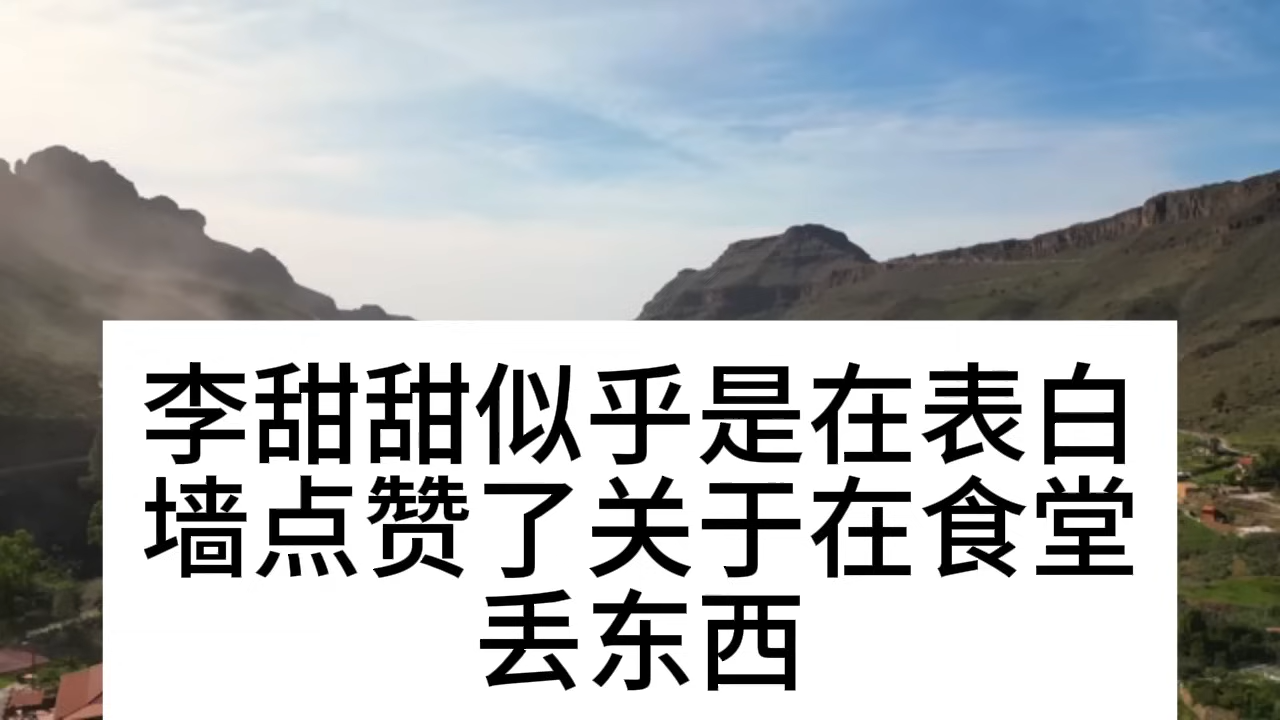 李甜甜似乎是在表白
墙点赞了关于在食堂
丢东西